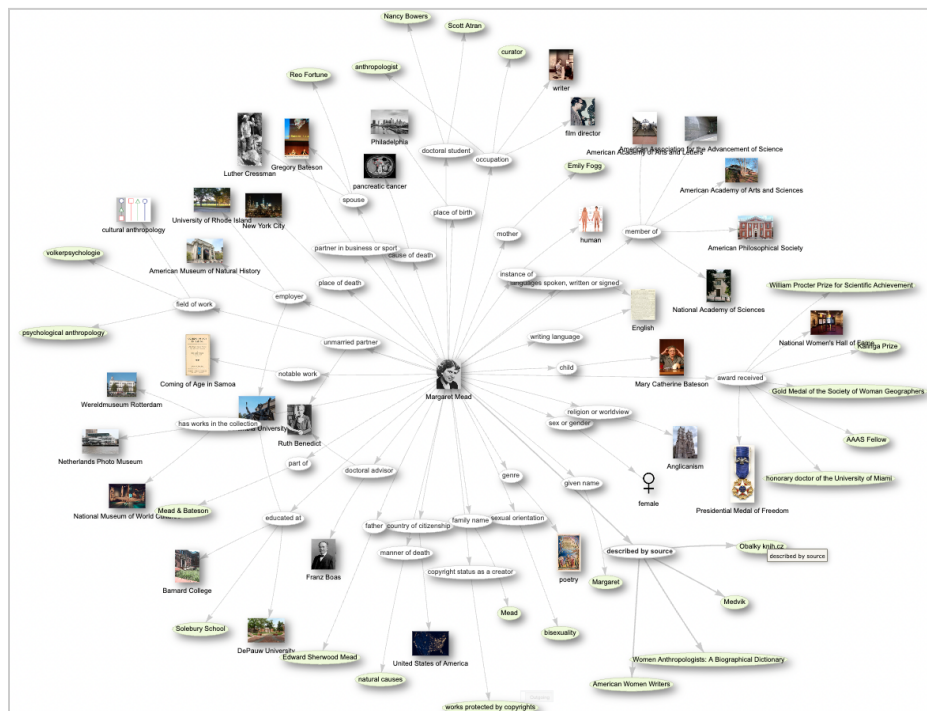 Nancy Bowers
Scott Atran
curator
anthropologist
Reo Fortune
writer
film director
Philadelphia
American Association for the Advancement of Science
American Academy of Arts and Letters
Gregory Bateson
Luther Cressman
pancreatic cancer
doctoral student
occupation
Emily Fogg
American Academy of Arts and Sciences
spouse
University of Rhode Island
New York City
place of birth
cultural anthropology
human
mother
member of
American Philosophical Society
partner in business or sport
cause of death
volkerpsychologie
American Museum of Natural History
instance of
languages spoken, written or signed
place of death
William Procter Prize for Scientific Achievement
field of work
employer
National Academy of Sciences
English
psychological anthropology
writing language
unmarried partner
National Women's Hall of Fame
Kalinga Prize
notable work
child
Coming of Age in Samoa
Margaret Mead
Mary Catherine Bateson
award received
Gold Medal of the Society of Woman Geographers
Wereldmuseum Rotterdam
religion or worldview
sex or gender
has works in the collection
University
Ruth Benedict
AAAS Fellow
Netherlands Photo Museum
Anglicanism
part of
doctoral advisor
genre
given name
honorary doctor of the University of Miami
female
National Museum of World
Mead & Bateson
Presidential Medal of Freedom
educated at
father
country of citizenship
family name
sexual orientation
manner of death
described by source
Obalky knih.cz
described by source
Franz Boas
copyright status as a creator
poetry
Margaret
Barnard College
Medvik
Mead
Solebury School
bisexuality
DePauw University
Edward Sherwood Mead
United States of America
Women Anthropologists: A Biographical Dictionary
natural causes
American Women Writers
works protected by copyrights